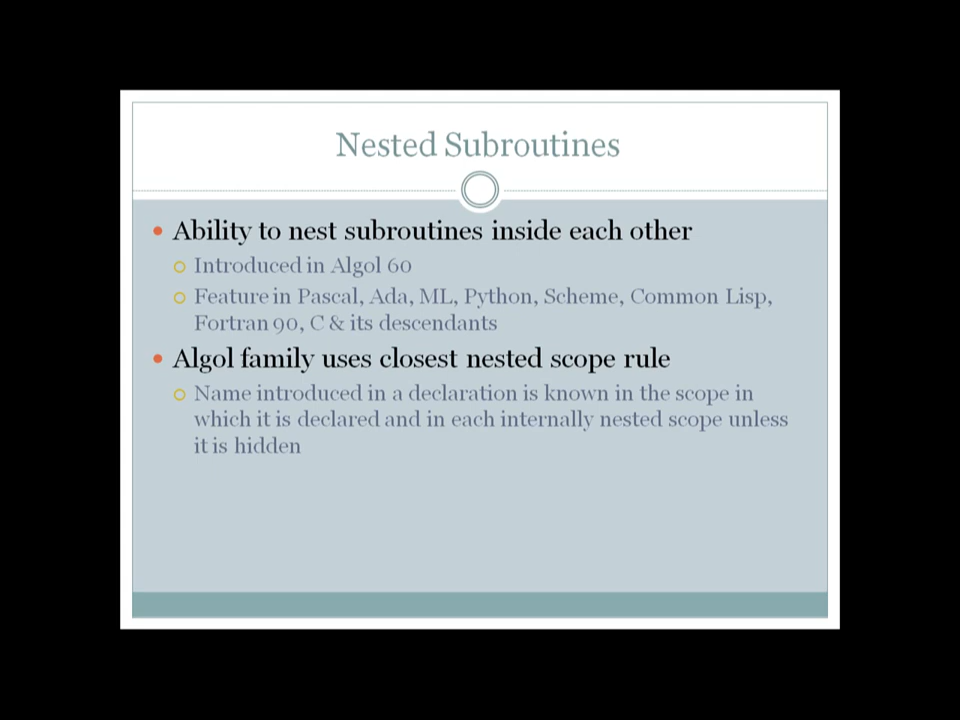 Nested Subroutines
Ability to nest subroutines inside each other
Introduced in Algol 60
Feature in Pascal, Ada, ML, Python, Scheme, Common Lisp,
Fortran 90, C & its descendants
Algol family uses closest nested scope rule
Name introduced in a declaration is known in the scope in
which it is declared and in each internally nested scope unless
it is hidden